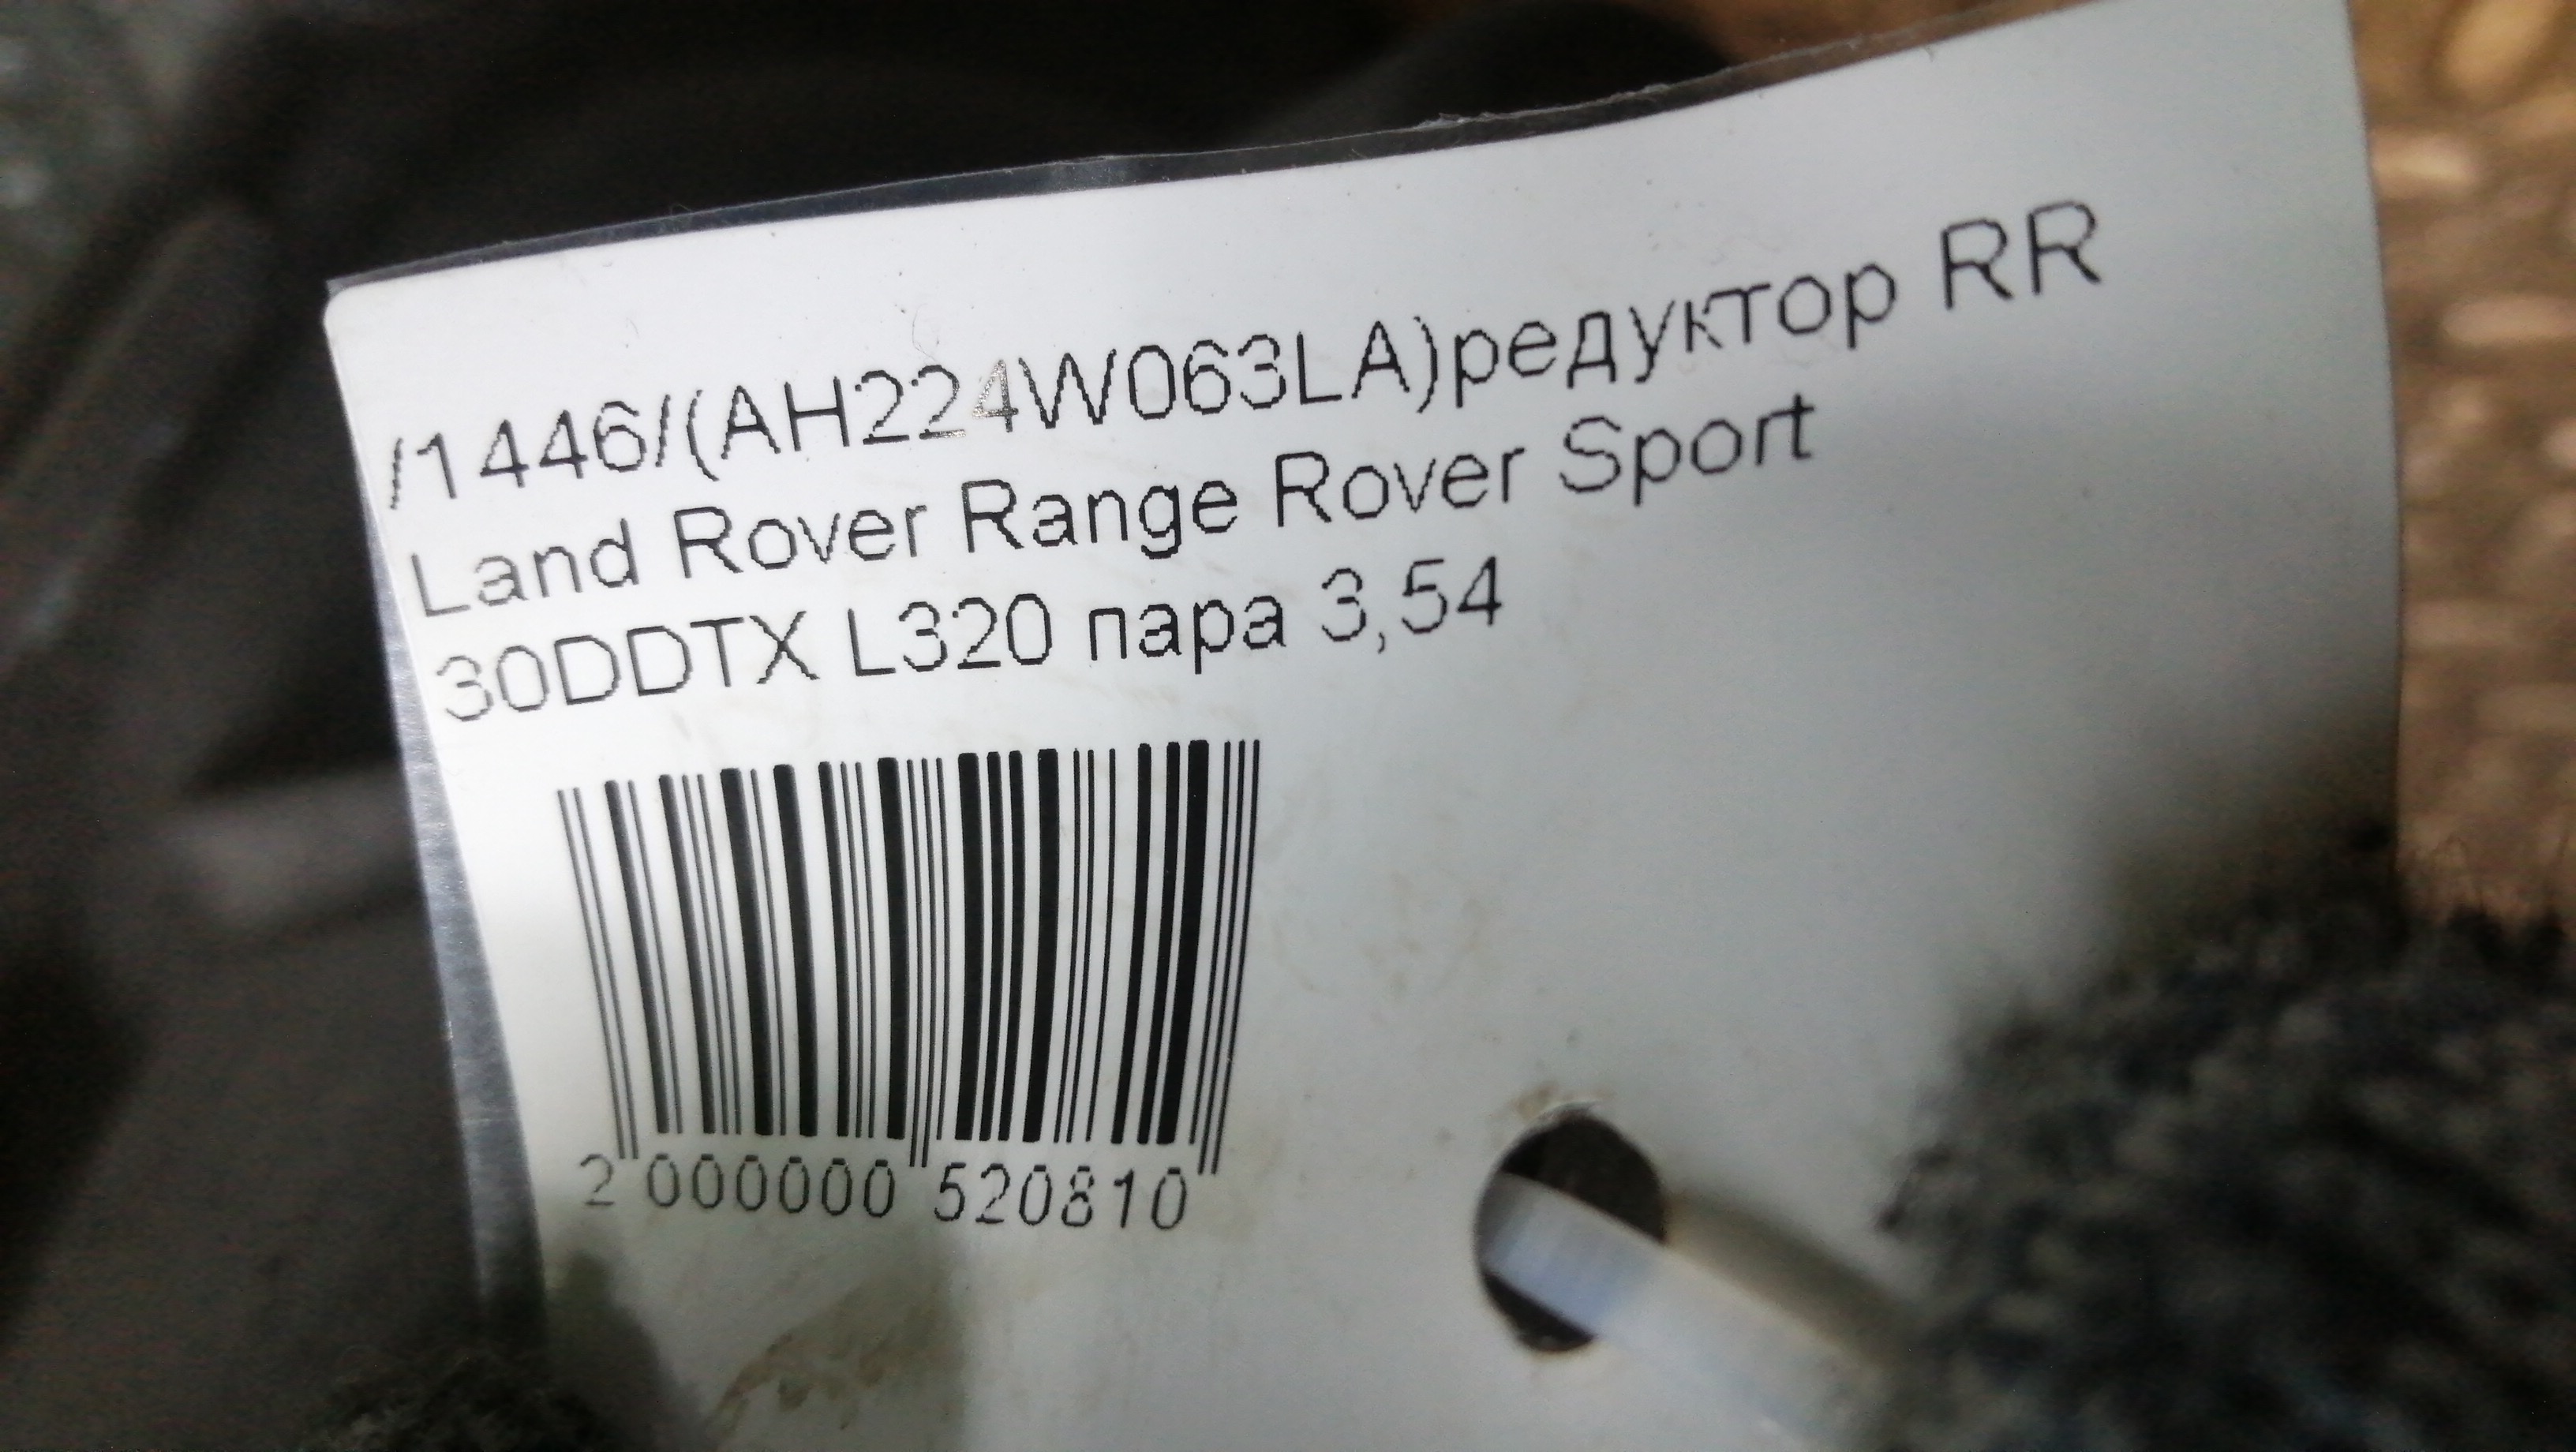 /1446/(AH224W063LA)редуктор RR
Land Rover Range Rover Sport
30DDTX L320 пара 3,54
2 000000 520810